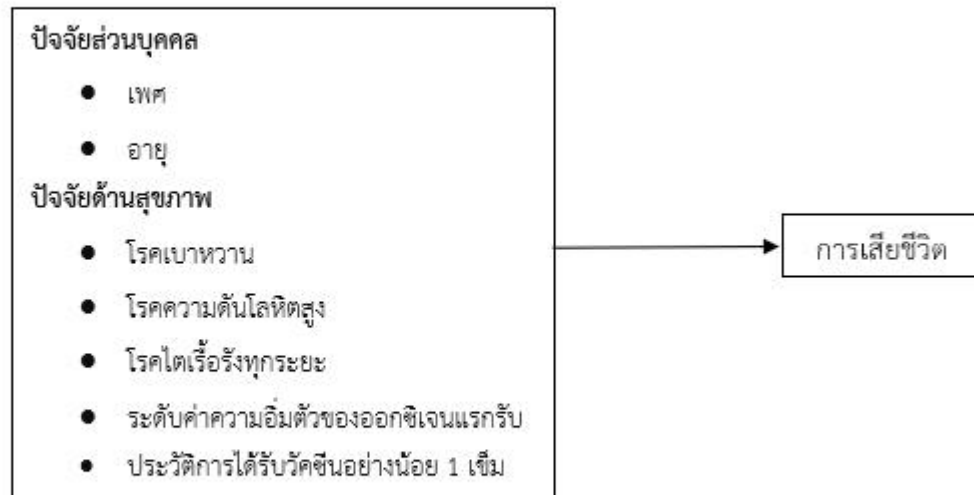 ปัจจัยส่วนบุคคล
● เพศ
● อายุ
ปัจจัยด้านสุขภาพ
● โรคเบาหวาน
● โรคความดันโลหิตสูง
● โรคไตเรื้อรังทุกระยะ
● ระดับค่าความอิ่มตัวของออกซิเจนแรกรับ
● ประวัติการได้รับวัคซีนอย่างน้อย 1 เข็ม
การเสียชีวิต